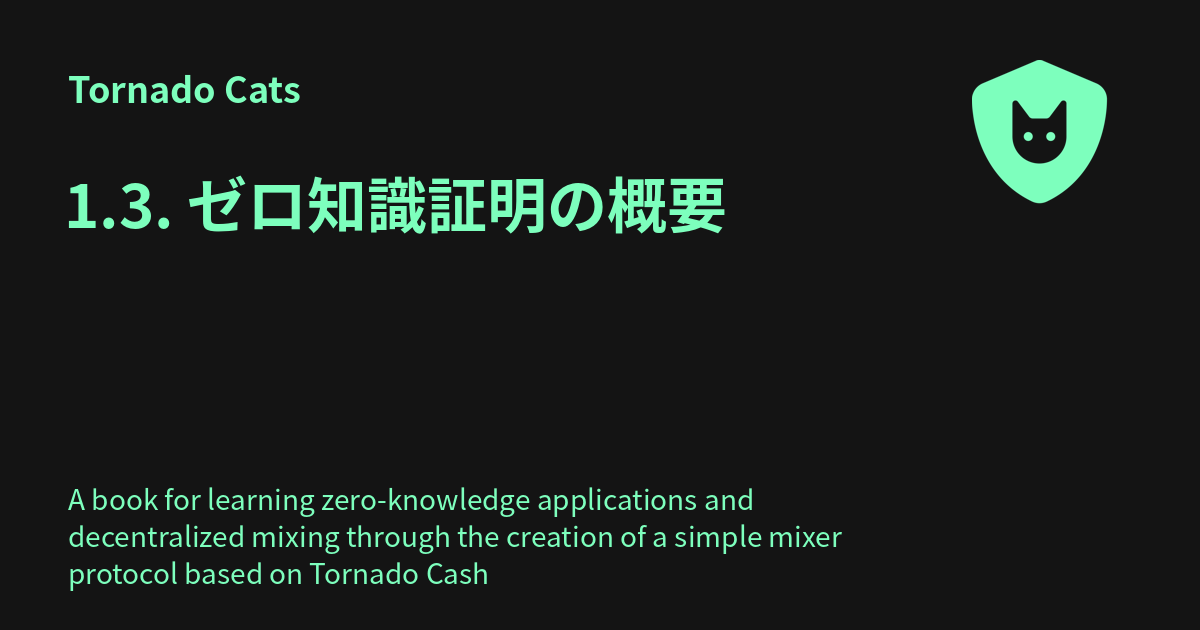 Tornado Cats
1.3. ゼロ知識証明の概要
A book for learning zero-knowledge applications and
decentralized mixing through the creation of a simple mixer
protocol based on Tornado Cash